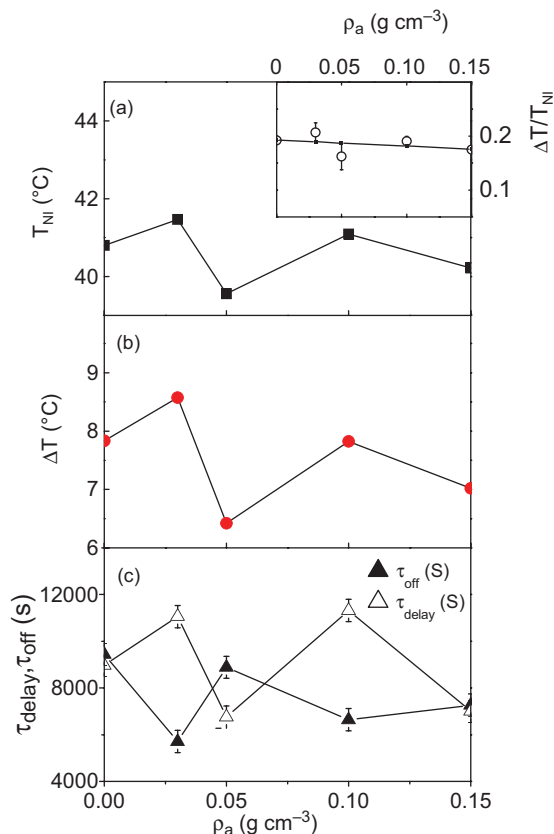 ρa (g cm−3)
0 0.05 0.10 0.15
(a)
44
42
40
TNI (°C)
0.2
0.1
ΔT/TNI
(b)
9
8
7
6
ΔT (°C)
(c)
τoff (S)
τdelay (S)
12000
8000
4000
τdelay,τoff (s)
0.00 0.05 0.10 0.15
ρa (g cm−3)